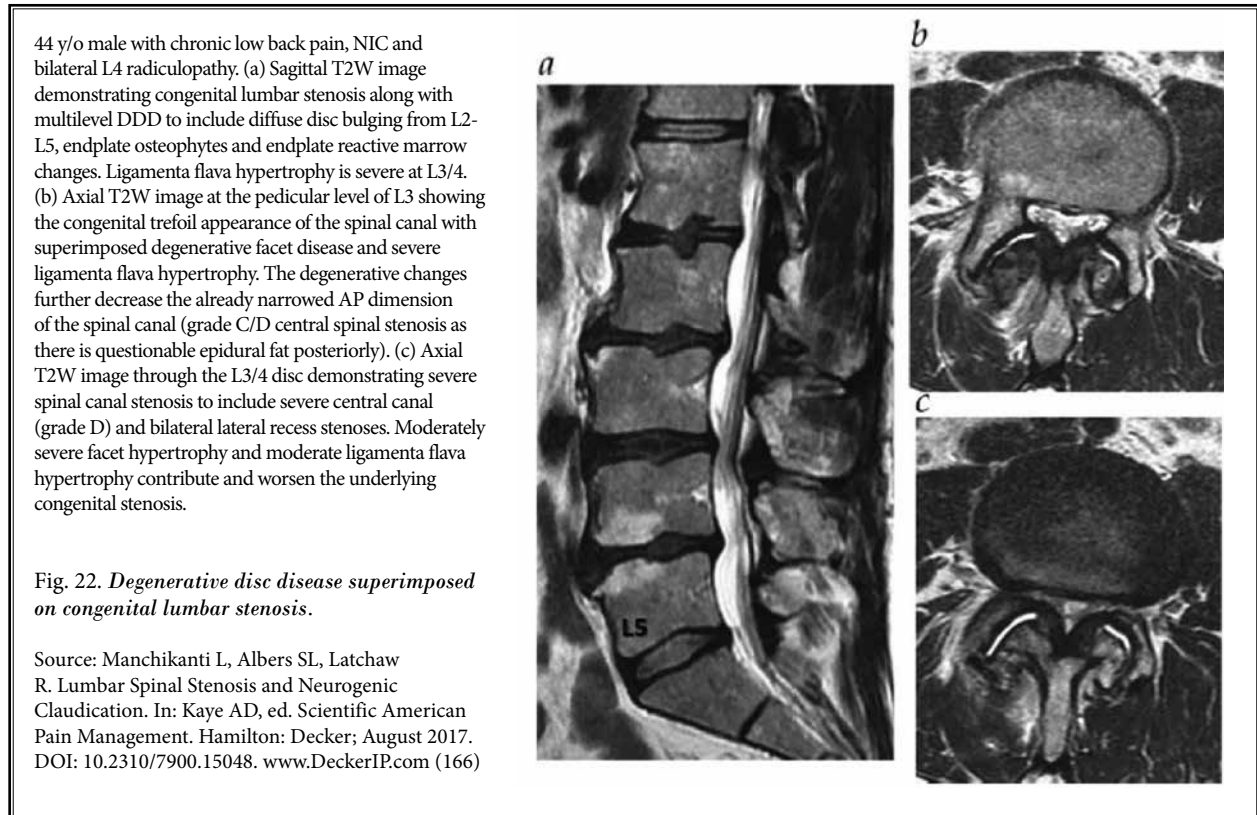 44 y/o male with chronic low back pain, NIC and
bilateral L4 radiculopathy. (a) Sagittal T2W image
demonstrating congenital lumbar stenosis along with
multilevel DDD to include diffuse disc bulging from L2-
L5, endplate osteophytes and endplate reactive marrow
changes. Ligamenta flava hypertrophy is severe at L3/4.
(b) Axial T2W image at the pedicular level of L3 showing
the congenital trefoil appearance of the spinal canal with
superimposed degenerative facet disease and severe
ligamenta flava hypertrophy. The degenerative changes
further decrease the already narrowed AP dimension
of the spinal canal (grade C/D central spinal stenosis as
there is questionable epidural fat posteriorly). (c) Axial
T2W image through the L3/4 disc demonstrating severe
spinal canal stenosis to include severe central canal
(grade D) and bilateral lateral recess stenoses. Moderately
severe facet hypertrophy and moderate ligamenta flava
hypertrophy contribute and worsen the underlying
congenital stenosis.
Fig. 22. Degenerative disc disease superimposed
on congenital lumbar stenosis.
Source: Manchikanti L, Albers SL, Latchaw
R. Lumbar Spinal Stenosis and Neurogenic
Claudication. In: Kaye AD, ed. Scientific American
Pain Management. Hamilton: Decker; August 2017.
DOI: 10.2310/7900.15048. www.DeckerIP.com (166)
a
L5
b
c